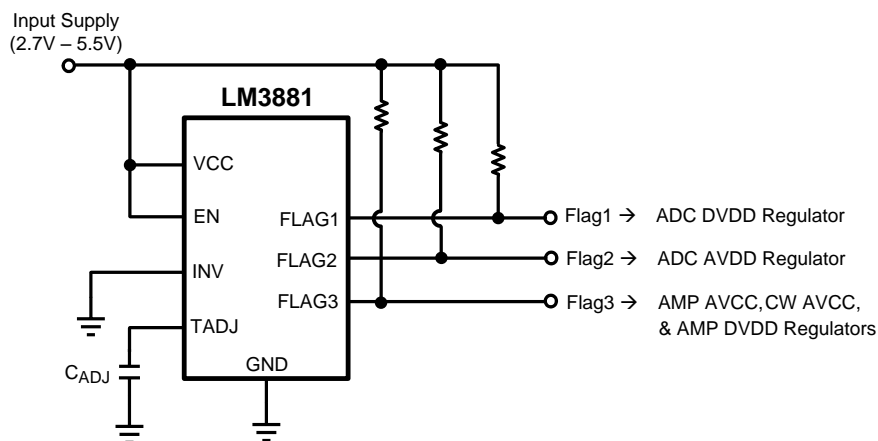 Input Supply
(2.7V – 5.5V)
LM3881
VCC
EN
INV
TADJ
GND
FLAG1
FLAG2
FLAG3
CADJ
Flag1 → ADC DVDD Regulator
Flag2 → ADC AVDD Regulator
Flag3 → AMP AVCC,CW AVCC,
& AMP DVDD Regulators